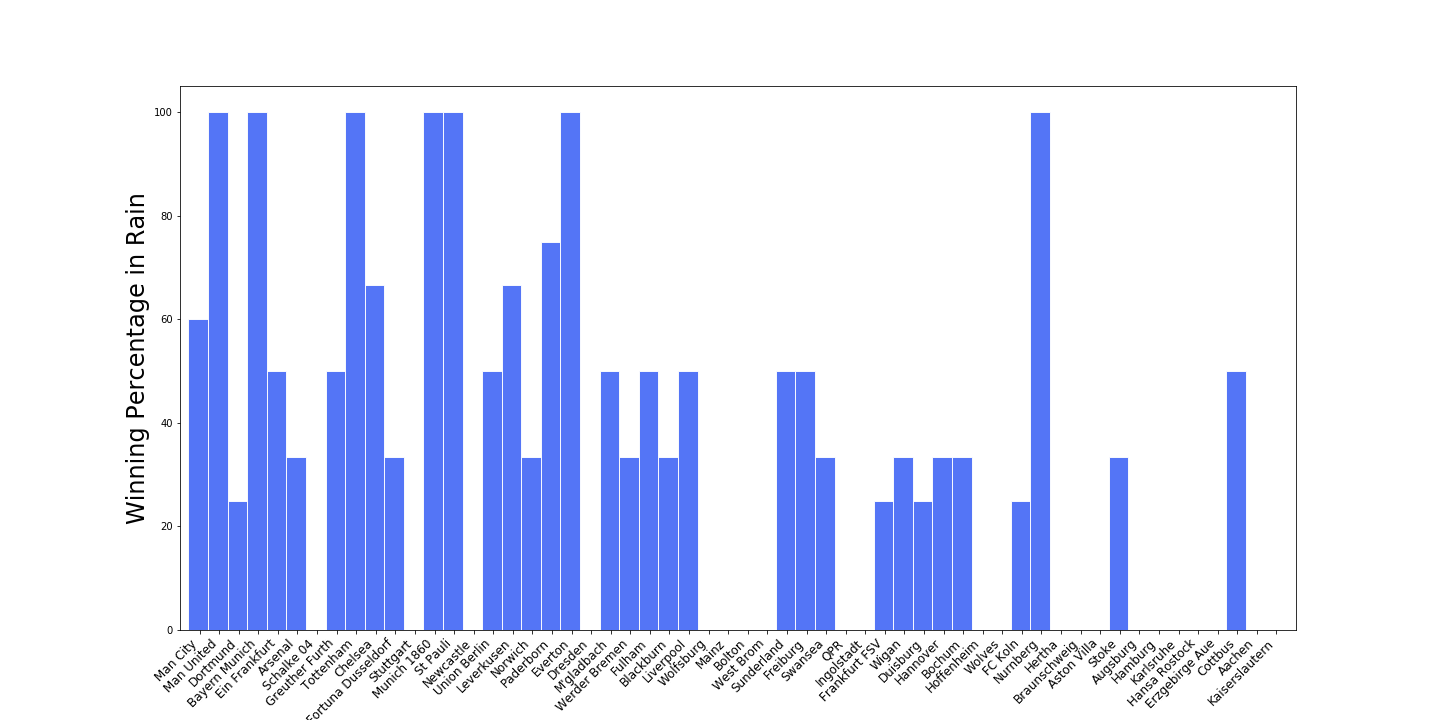 Winning Percentage in Rain
100
80
60
40
20
0
Man City
Man United
Dortmund
Bayern Munich
Ein Frankfurt
Arsenal
Schalke 04
Greuther Furth
Tottenham
Chelsea
Fortuna Dusseldorf
Stuttgart
Munich 1860
St Pauli
Newcastle
Union Berlin
Leverkusen
Norwich
Paderborn
Everton
Dresden
M'gladbach
Werder Bremen
Fulham
Blackburn
Liverpool
Wolfsburg
Mainz
Bolton
West Brom
Sunderland
Freiburg
Swansea
QPR
Ingolstadt
Frankfurt FSV
Wigan
Duisburg
Hannover
Bochum
Hoffenheim
Wolves
FC Koln
Nurnberg
Hertha
Braunschweig
Aston Villa
Stoke
Augsburg
Hamburg
Karlsruhe
Hansa Rostock
Erzgebirge Aue
Cottbus
Aachen
Kaiserslautern